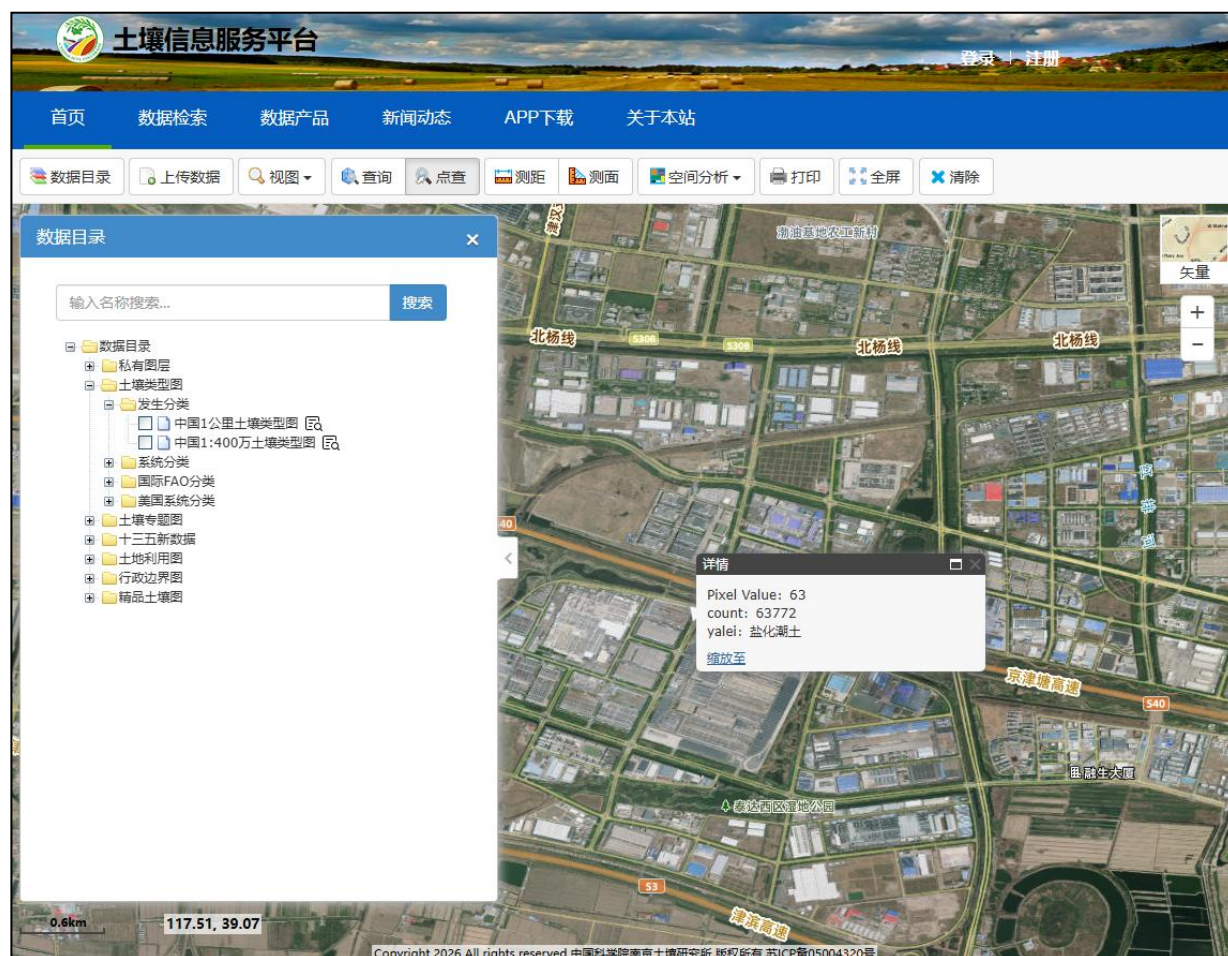 土壤信息服务平台
登录 | 注册
首页 数据检索 数据产品 新闻动态 APP下载 关于本站
数据目录 上传数据 视图 查询 点查 测距 测面 空间分析 打印 全屏 清除
数据目录 ×
输入名称搜索... 搜索
数据目录
私有图层
土壤类型图
发生分类
中国1公里土壤类型图
中国1:400万土壤类型图
系统分类
国际FAO分类
美国系统分类
土壤专题图
十三五新数据
土地利用图
行政边界图
精品土壤图
渤油基地农工新村
矢量
+
−
北杨线 S308 S308 北杨线 北杨线
40
详情
Pixel Value: 63
count: 63772
yalei: 盐化潮土
缩放至
京津塘高速
S40
融生大厦
泰达西区湿地公园
S3
津滨高速
0.6km
117.51, 39.07
Copyright 2026 All rights reserved 中国科学院南京土壤研究所 版权所有 苏ICP备05004320号